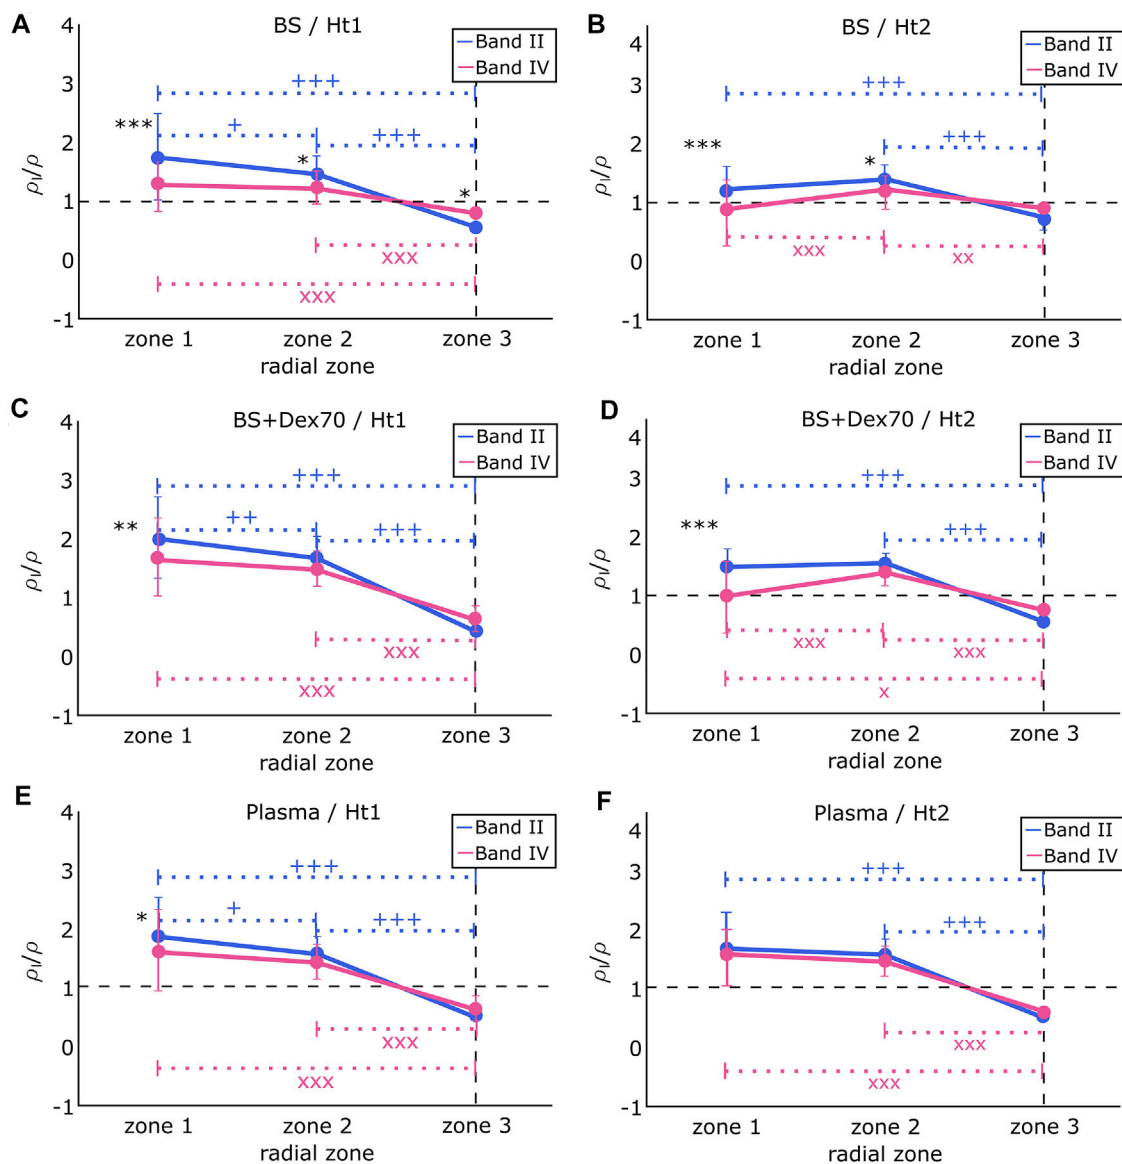 A
BS / Ht1
Band II
Band IV
4
3
2
1
0
-1
ρₗ/ρ
+++
***
+
+++
*
*
xxx
xxx
zone 1
zone 2
zone 3
radial zone
B
BS / Ht2
Band II
Band IV
4
3
2
1
0
-1
ρₗ/ρ
+++
***
+++
*
xxx
xx
zone 1
zone 2
zone 3
radial zone
C
BS+Dex70 / Ht1
Band II
Band IV
4
3
2
1
0
-1
ρₗ/ρ
+++
**
++
+++
xxx
xxx
zone 1
zone 2
zone 3
radial zone
D
BS+Dex70 / Ht2
Band II
Band IV
4
3
2
1
0
-1
ρₗ/ρ
+++
***
+++
xxx
xxx
x
zone 1
zone 2
zone 3
radial zone
E
Plasma / Ht1
Band II
Band IV
4
3
2
1
0
-1
ρₗ/ρ
+++
*
+
+++
xxx
xxx
zone 1
zone 2
zone 3
radial zone
F
Plasma / Ht2
Band II
Band IV
4
3
2
1
0
-1
ρₗ/ρ
+++
+++
xxx
xxx
zone 1
zone 2
zone 3
radial zone